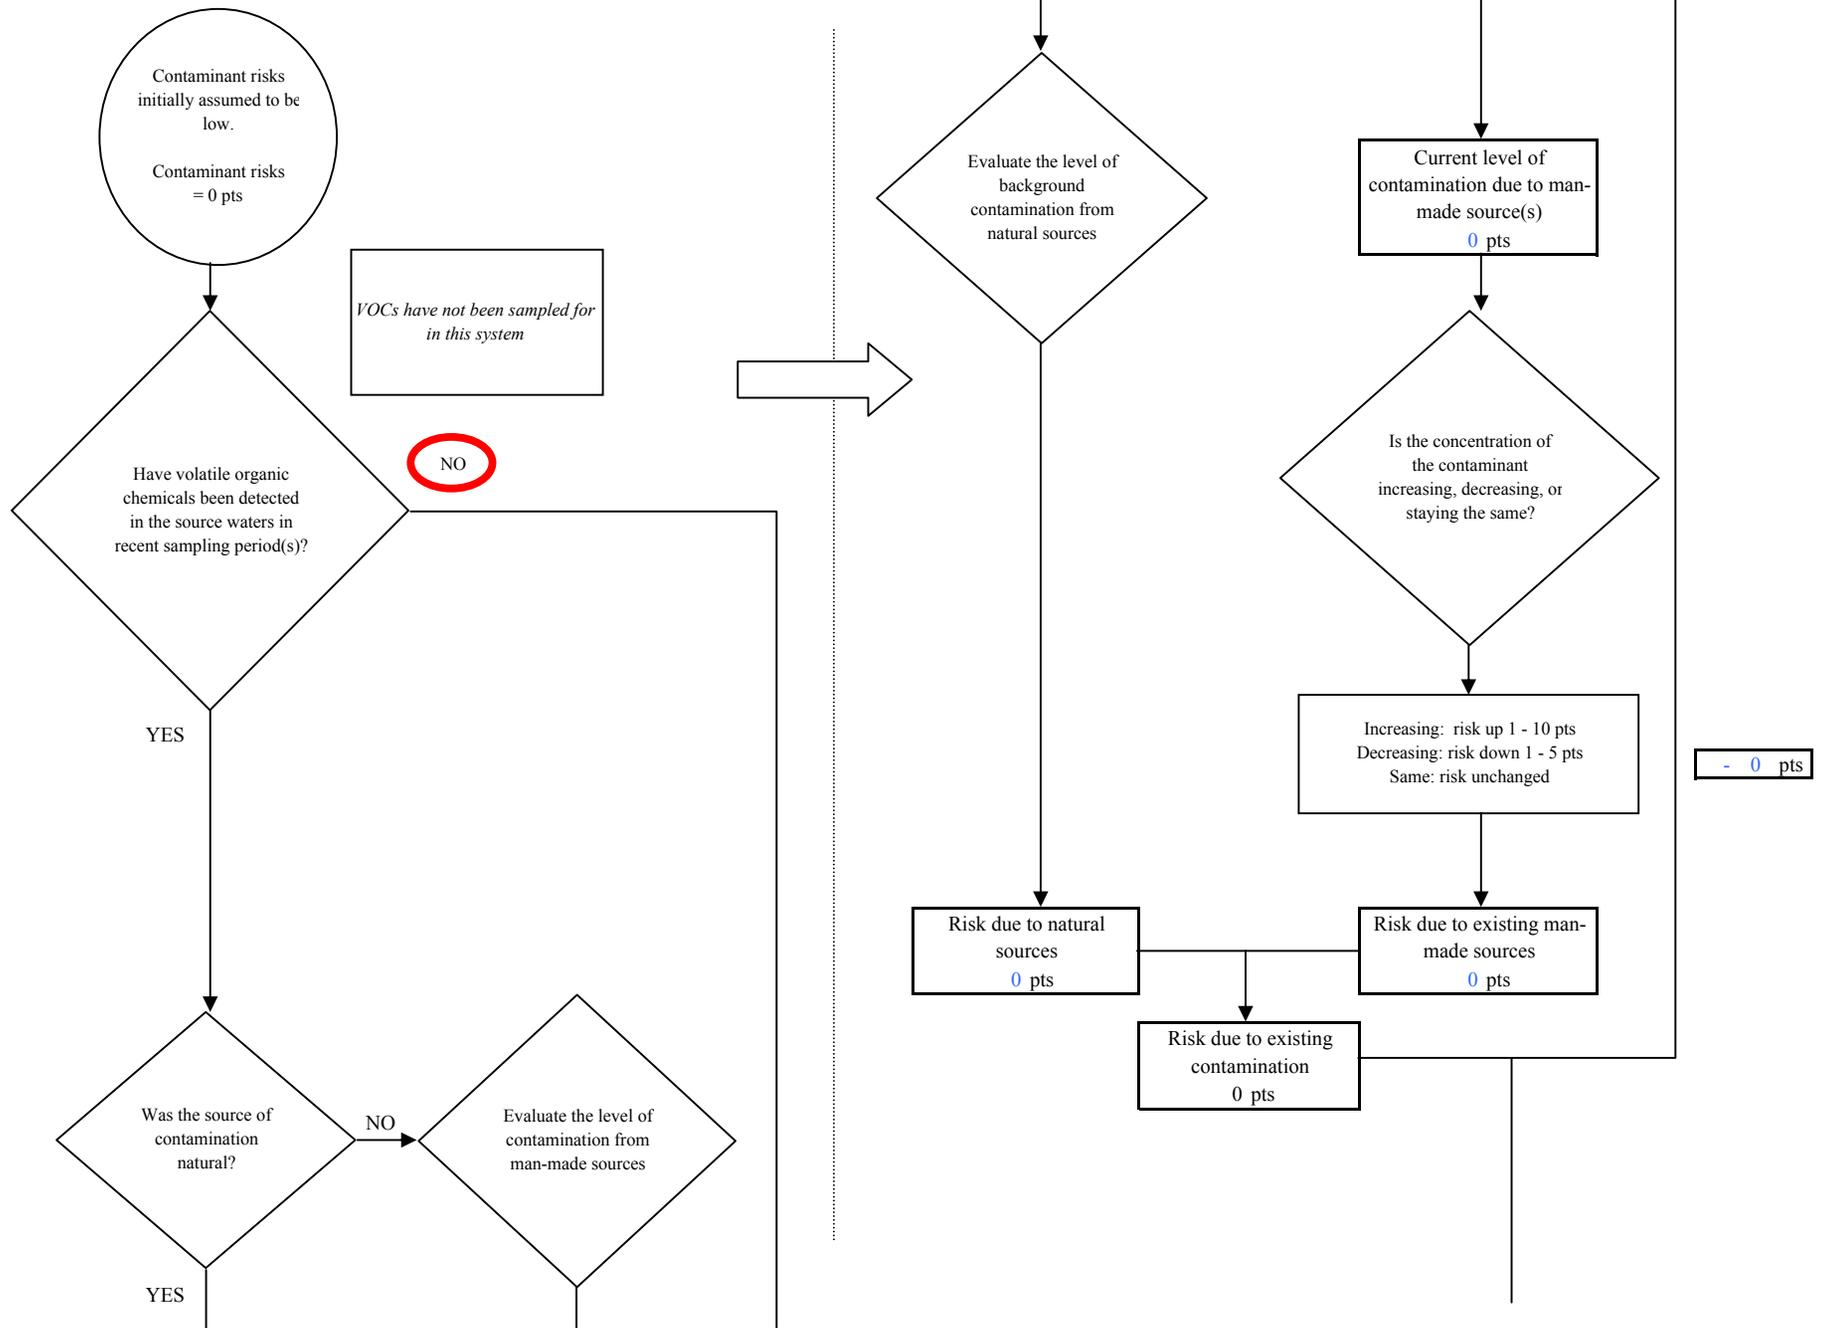 Contaminant risks
initially assumed to be
low.
Contaminant risks
= 0 pts
VOCs have not been sampled for
in this system
NO
Have volatile organic
chemicals been detected
in the source waters in
recent sampling period(s)?
YES
Was the source of
contamination
natural?
NO
Evaluate the level of
contamination from
man-made sources
YES
Evaluate the level of
background
contamination from
natural sources
Current level of
contamination due to man-
made source(s)
0 pts
Is the concentration of
the contaminant
increasing, decreasing, or
staying the same?
Increasing: risk up 1 - 10 pts
Decreasing: risk down 1 - 5 pts
Same: risk unchanged
- 0 pts
Risk due to natural
sources
0 pts
Risk due to existing man-
made sources
0 pts
Risk due to existing
contamination
0 pts